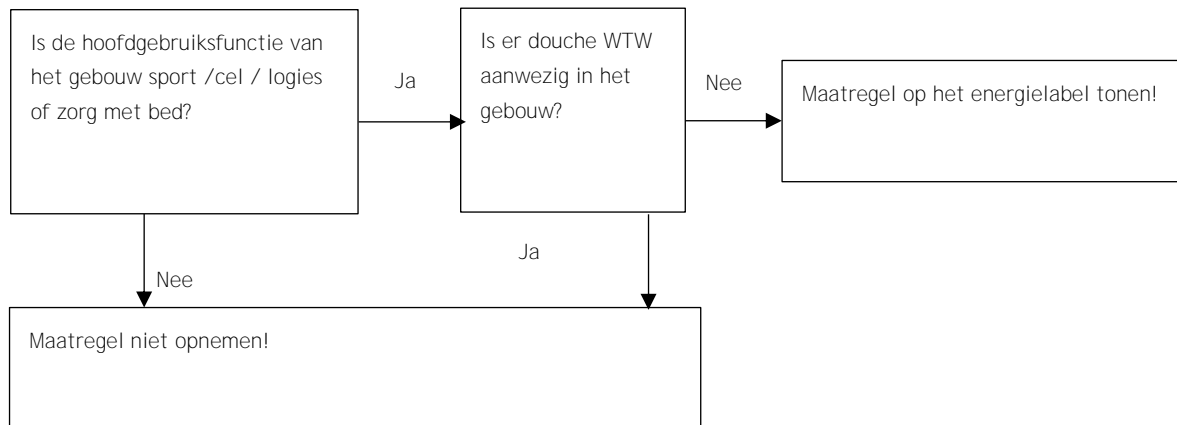 Is de hoofdgebruiksfunctie van
het gebouw sport /cel / logies
of zorg met bed?
Ja
Is er douche WTW
aanwezig in het
gebouw?
Nee
Maatregel op het energielabel tonen!
Nee
Ja
Maatregel niet opnemen!